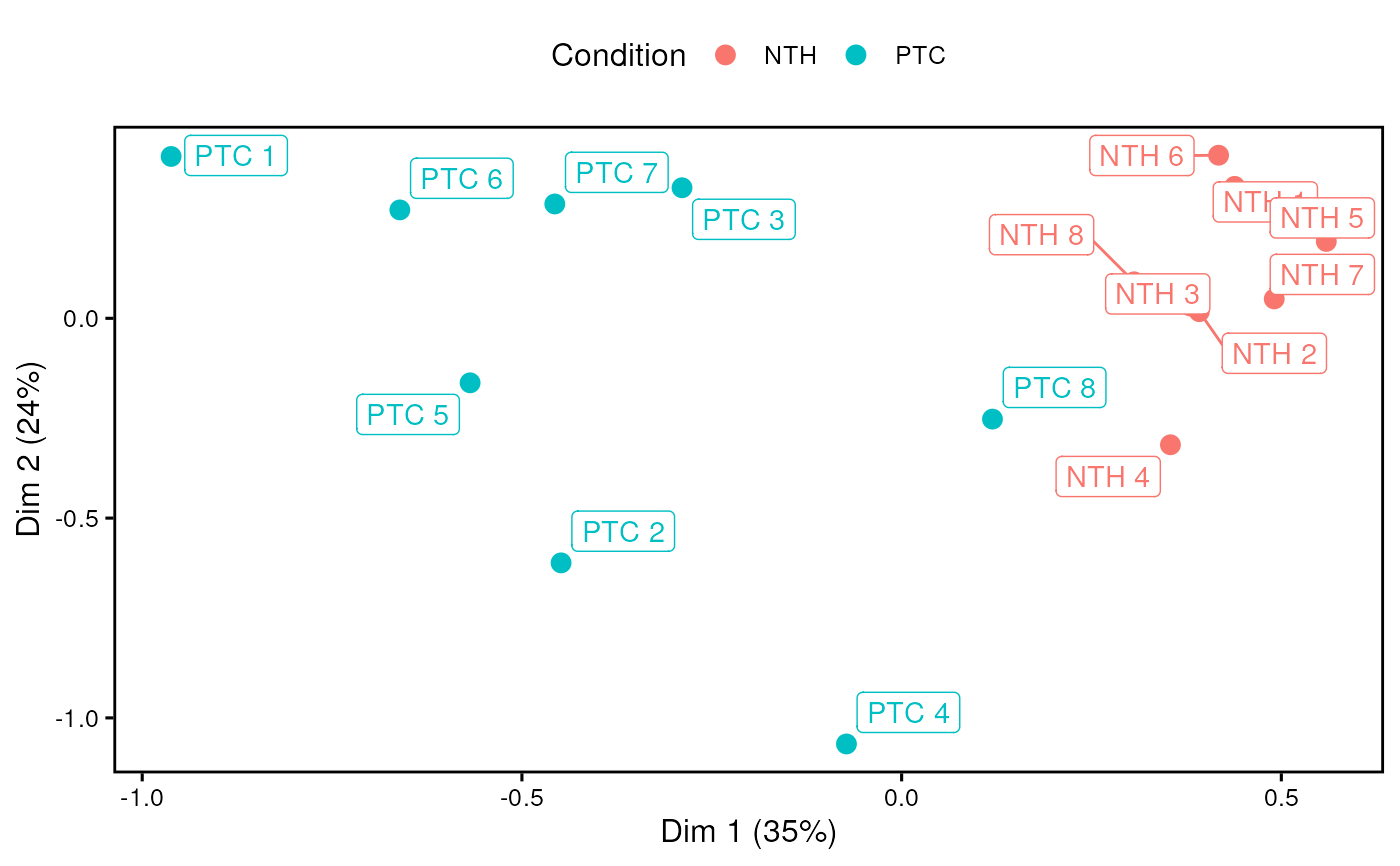 Condition NTH PTC
PTC 1
NTH 6
PTC 7
PTC 6
NTH 1
PTC 3
NTH 5
NTH 8
NTH 7
NTH 3
0.0
NTH 2
PTC 8
PTC 5
NTH 4
-0.5
PTC 2
PTC 4
-1.0
Dim 2 (24%)
-1.0 -0.5 0.0 0.5
Dim 1 (35%)